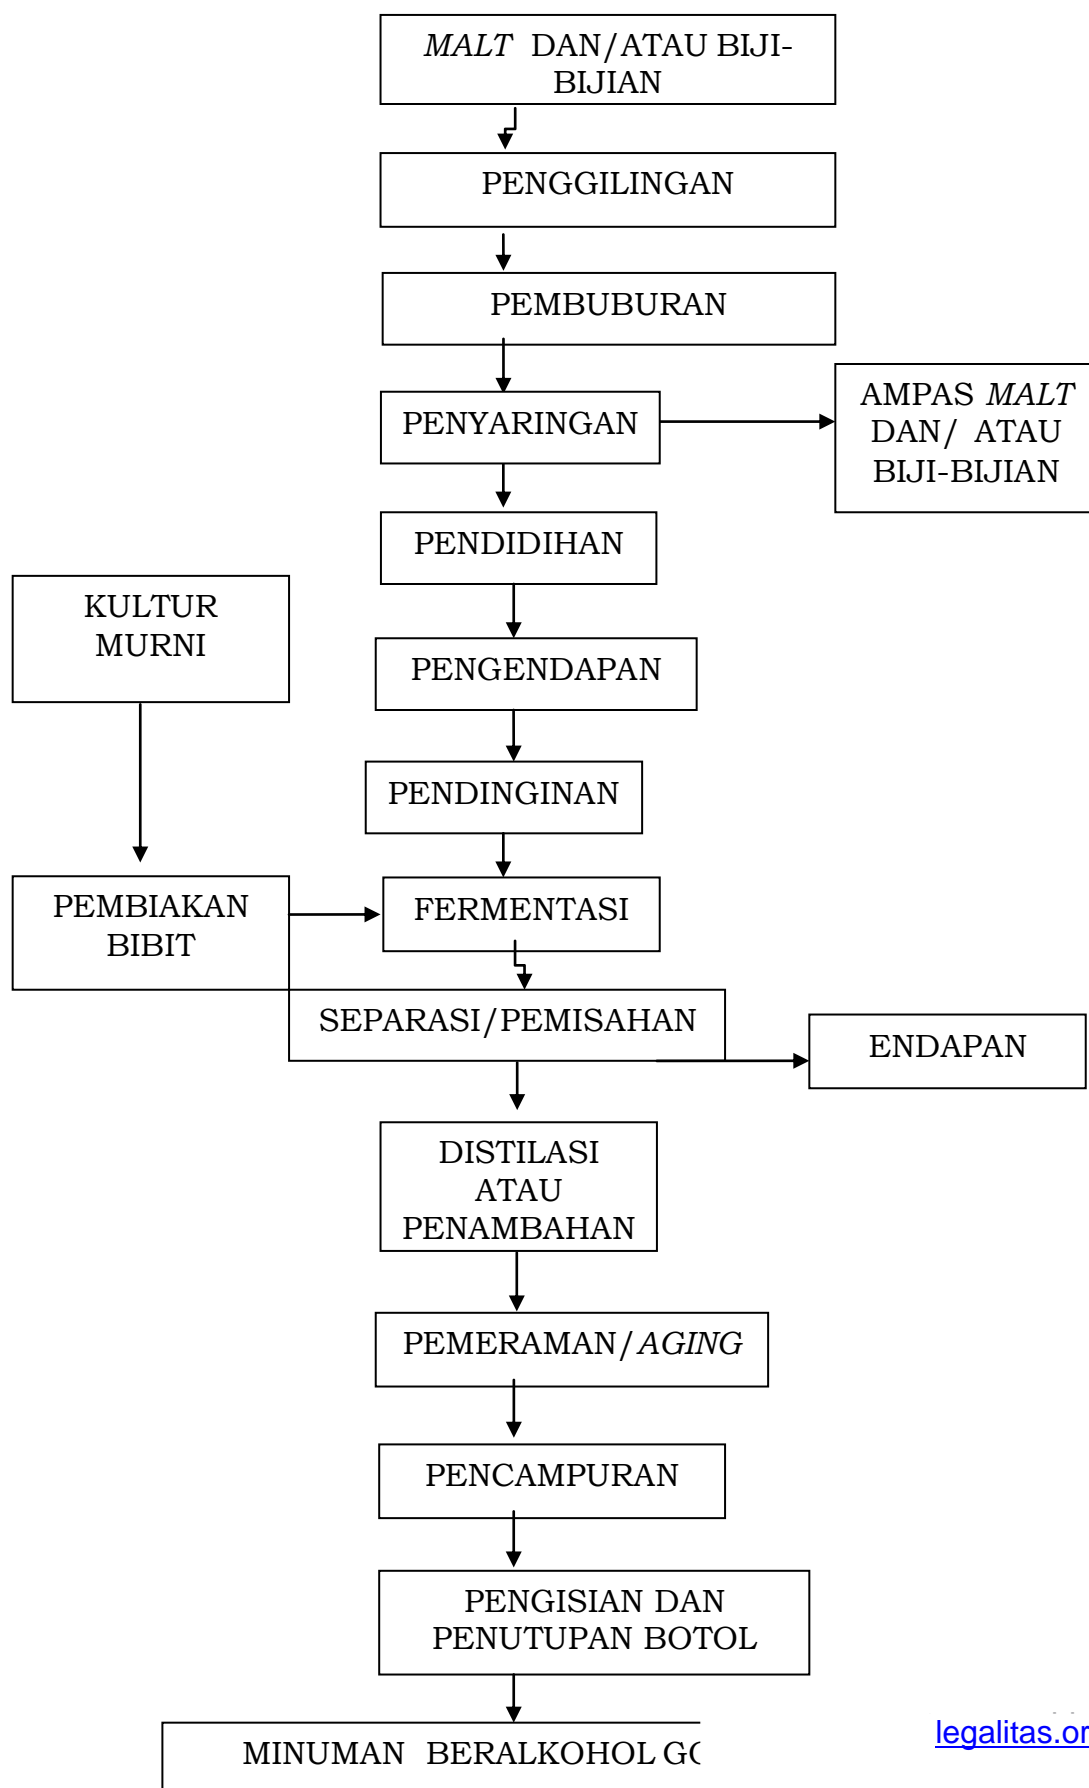 MALT DAN/ATAU BIJI-
BIJIAN
PENGGILINGAN
PEMBUBURAN
PENYARINGAN
AMPAS MALT
DAN/ ATAU
BIJI-BIJIAN
PENDIDIHAN
KULTUR
MURNI
PENGENDAPAN
PENDINGINAN
PEMBIAKAN
BIBIT
FERMENTASI
SEPARASI/PEMISAHAN
ENDAPAN
DISTILASI
ATAU
PENAMBAHAN
PEMERAMAN/AGING
PENCAMPURAN
PENGISIAN DAN
PENUTUPAN BOTOL
MINUMAN BERALKOHOL
legalitas.or